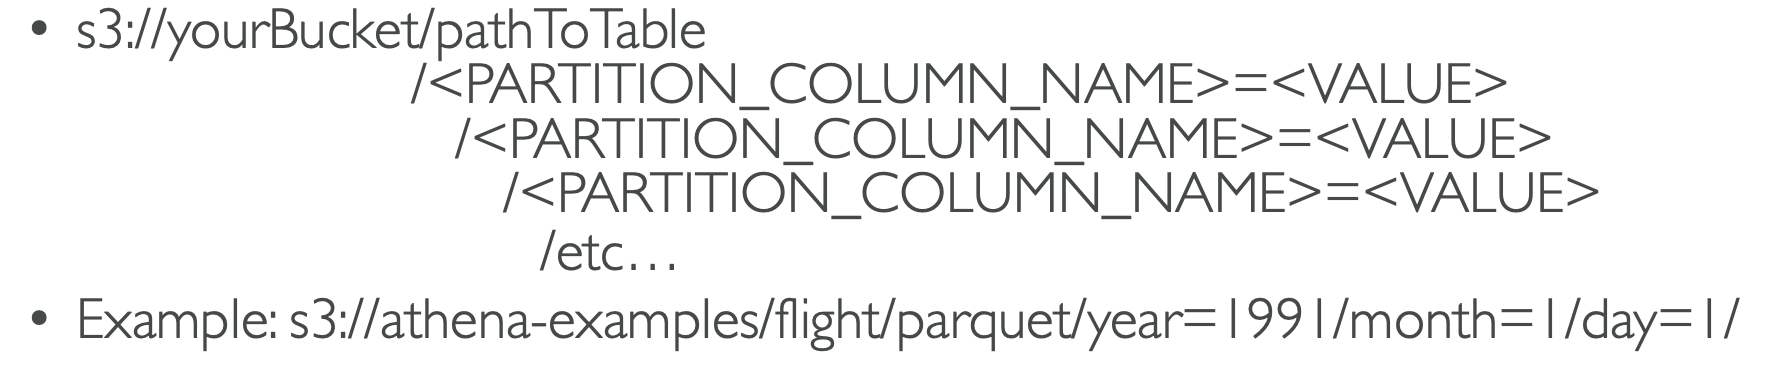 • s3://yourBucket/pathToTable
/<PARTITION_COLUMN_NAME>=<VALUE>
/<PARTITION_COLUMN_NAME>=<VALUE>
/<PARTITION_COLUMN_NAME>=<VALUE>
/etc…
• Example: s3://athena-examples/flight/parquet/year=1991/month=1/day=1/